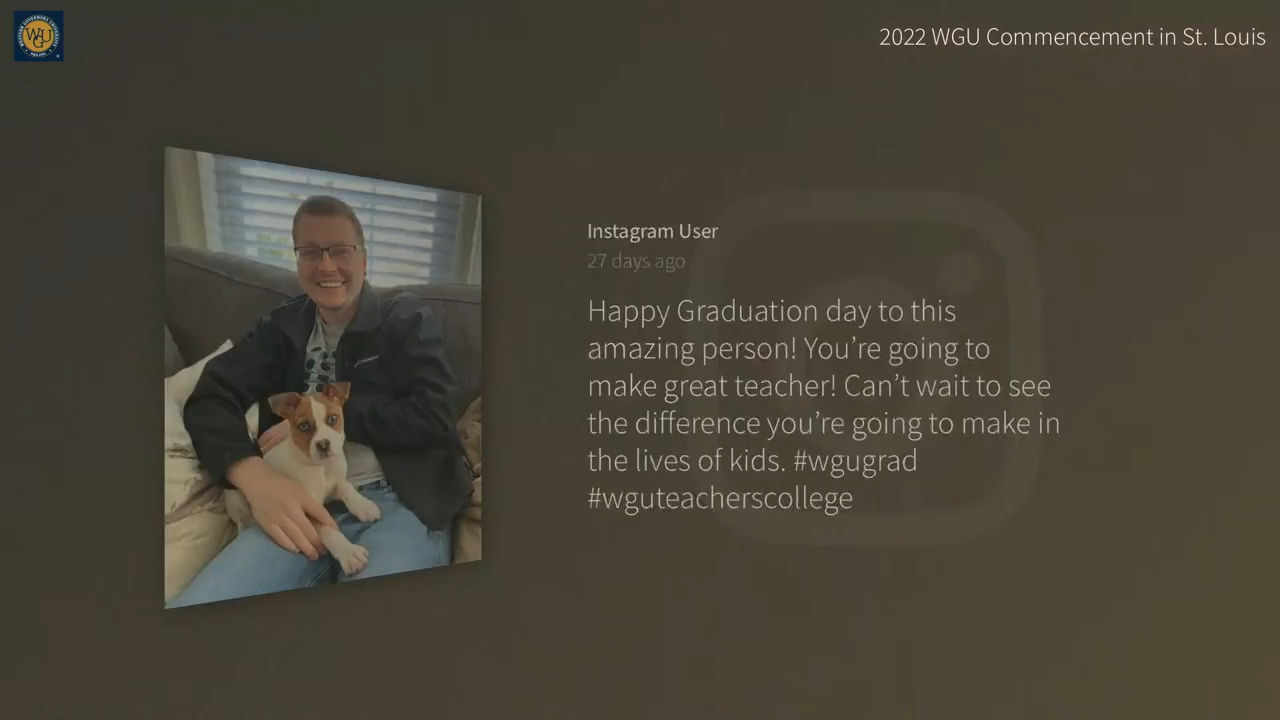 WGU
2022 WGU Commencement in St. Louis
Instagram User
27 days ago
Happy Graduation day to this
amazing person! You’re going to
make great teacher! Can’t wait to see
the difference you’re going to make in
the lives of kids. #wgugrad
#wguteacherscollege